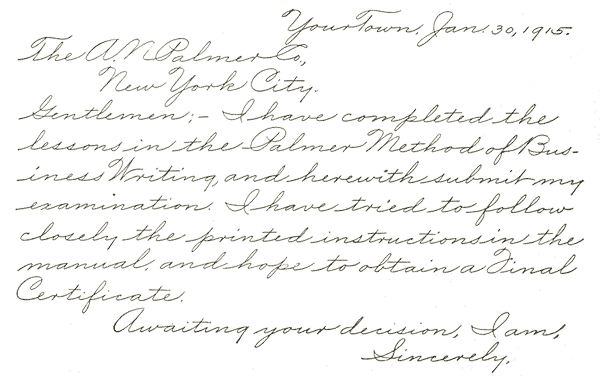 Your Town, Jan. 30, 1915.
The A. N. Palmer Co.,
New York City.
Gentlemen:- I have completed the
lessons in the Palmer Method of Bus-
iness Writing, and herewith submit my
examination. I have tried to follow
closely the printed instructions in the
manual, and hope to obtain a Final
Certificate.
Awaiting your decision, I am,
Sincerely,